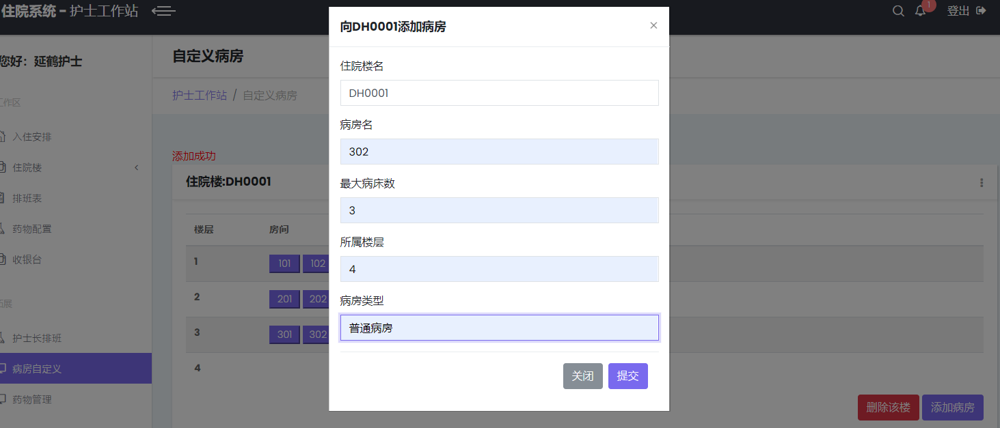 住院系统 - 护士工作站
1
登出
您好：延鹤护士
工作区
入住安排
住院楼
排班表
药物配置
收银台
拓展
护士长排班
病房自定义
药物管理
自定义病房
护士工作站 / 自定义病房
添加成功
住院楼:DH0001
楼层 房间
1 101 102
2 201 202
3 301 302
4
删除该楼 添加病房
向DH0001添加病房 ×
住院楼名
DH0001
病房名
302
最大病床数
3
所属楼层
4
病房类型
普通病房
关闭 提交